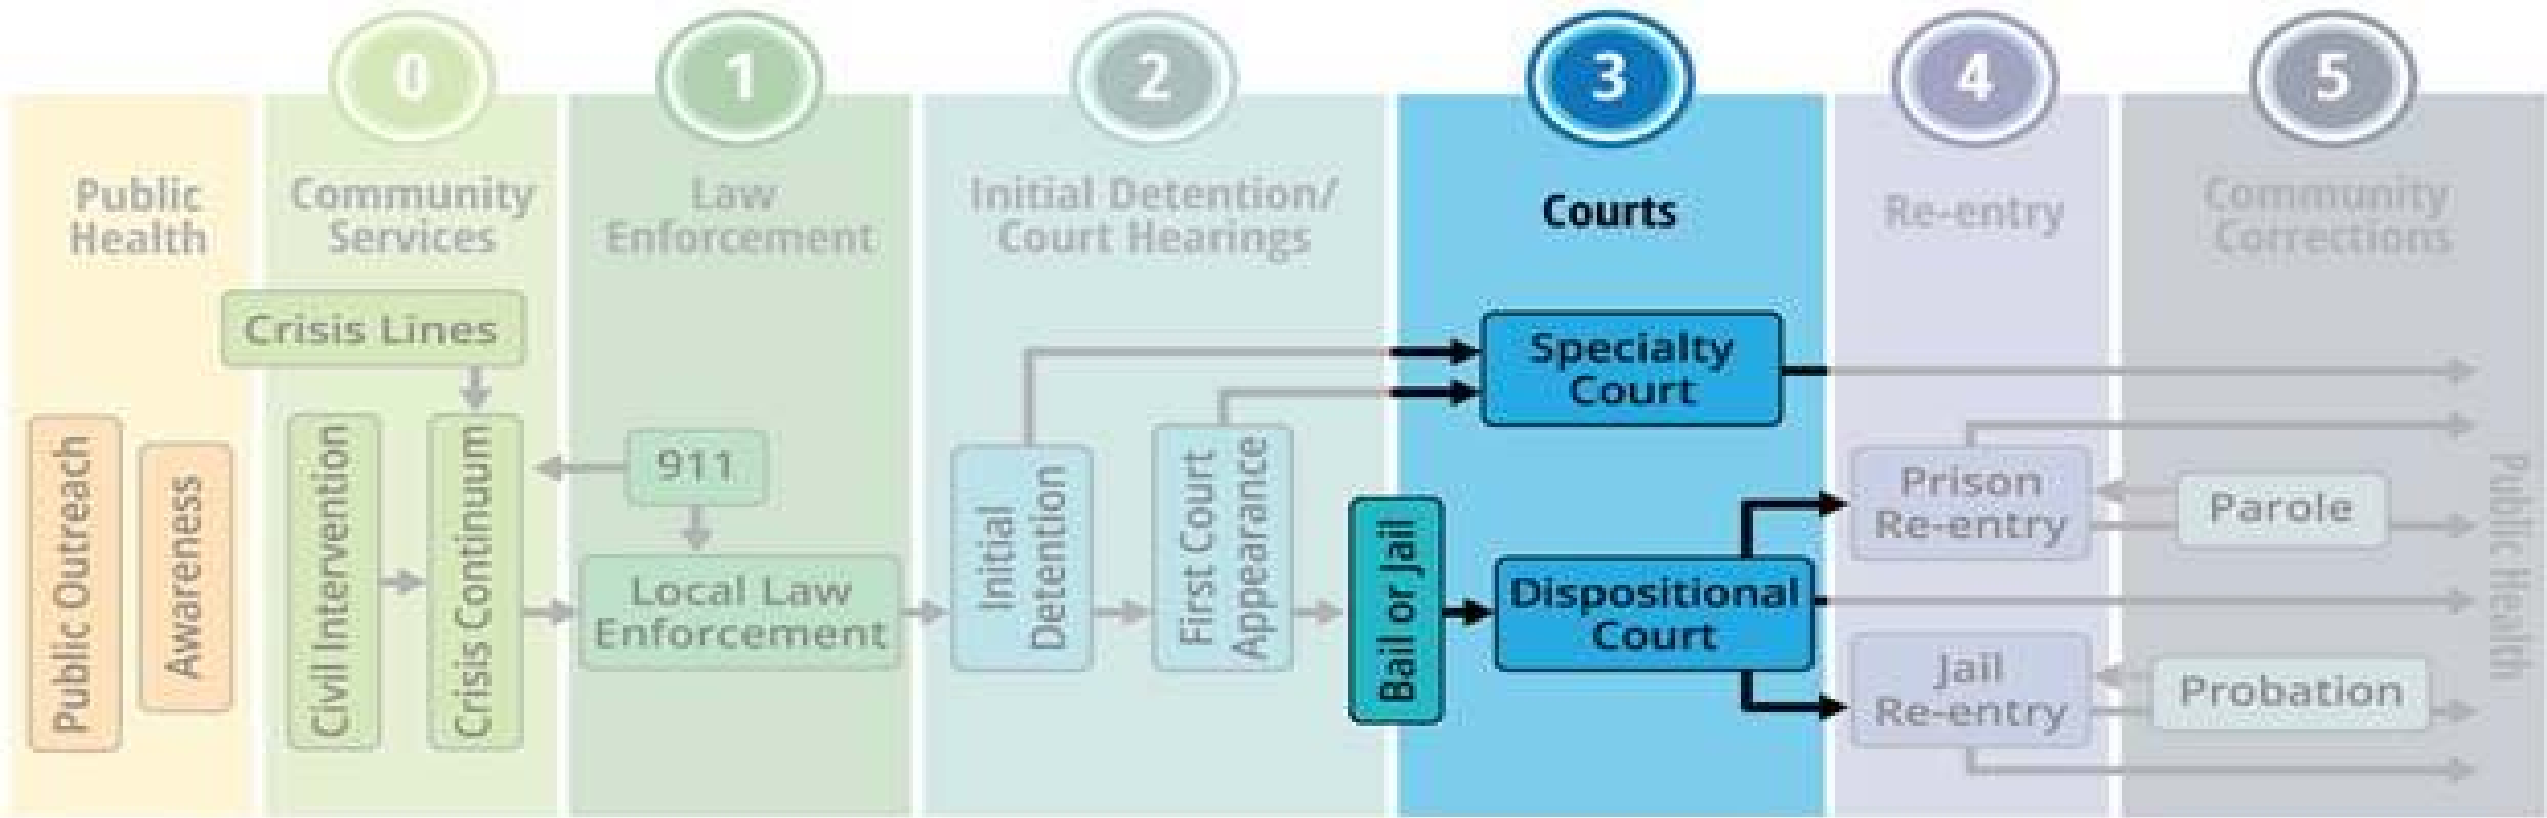 0
1
2
3
4
5
Public
Health
Community
Services
Law
Enforcement
Initial Detention/
Court Hearings
Courts
Re-entry
Community
Corrections
Crisis Lines
Public Outreach
Awareness
Civil Intervention
Crisis Continuum
911
Local Law
Enforcement
Initial
Detention
First Court
Appearance
Bail or Jail
Specialty
Court
Dispositional
Court
Prison
Re-entry
Jail
Re-entry
Parole
Probation
Public Health